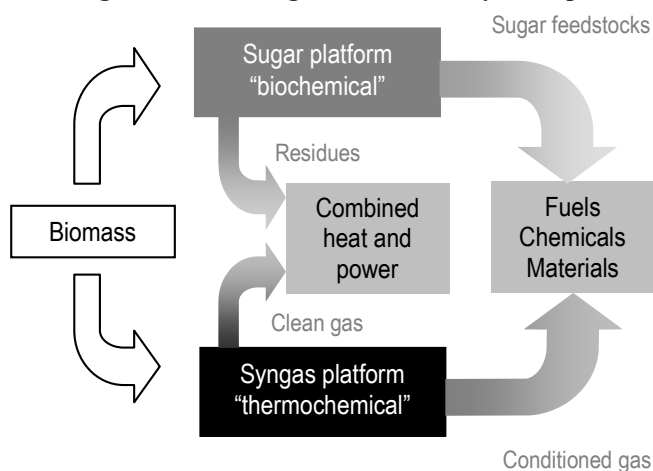 Sugar feedstocks
Sugar platform
“biochemical”
Residues
Biomass
Combined
heat and
power
Fuels
Chemicals
Materials
Clean gas
Syngas platform
“thermochemical”
Conditioned gas